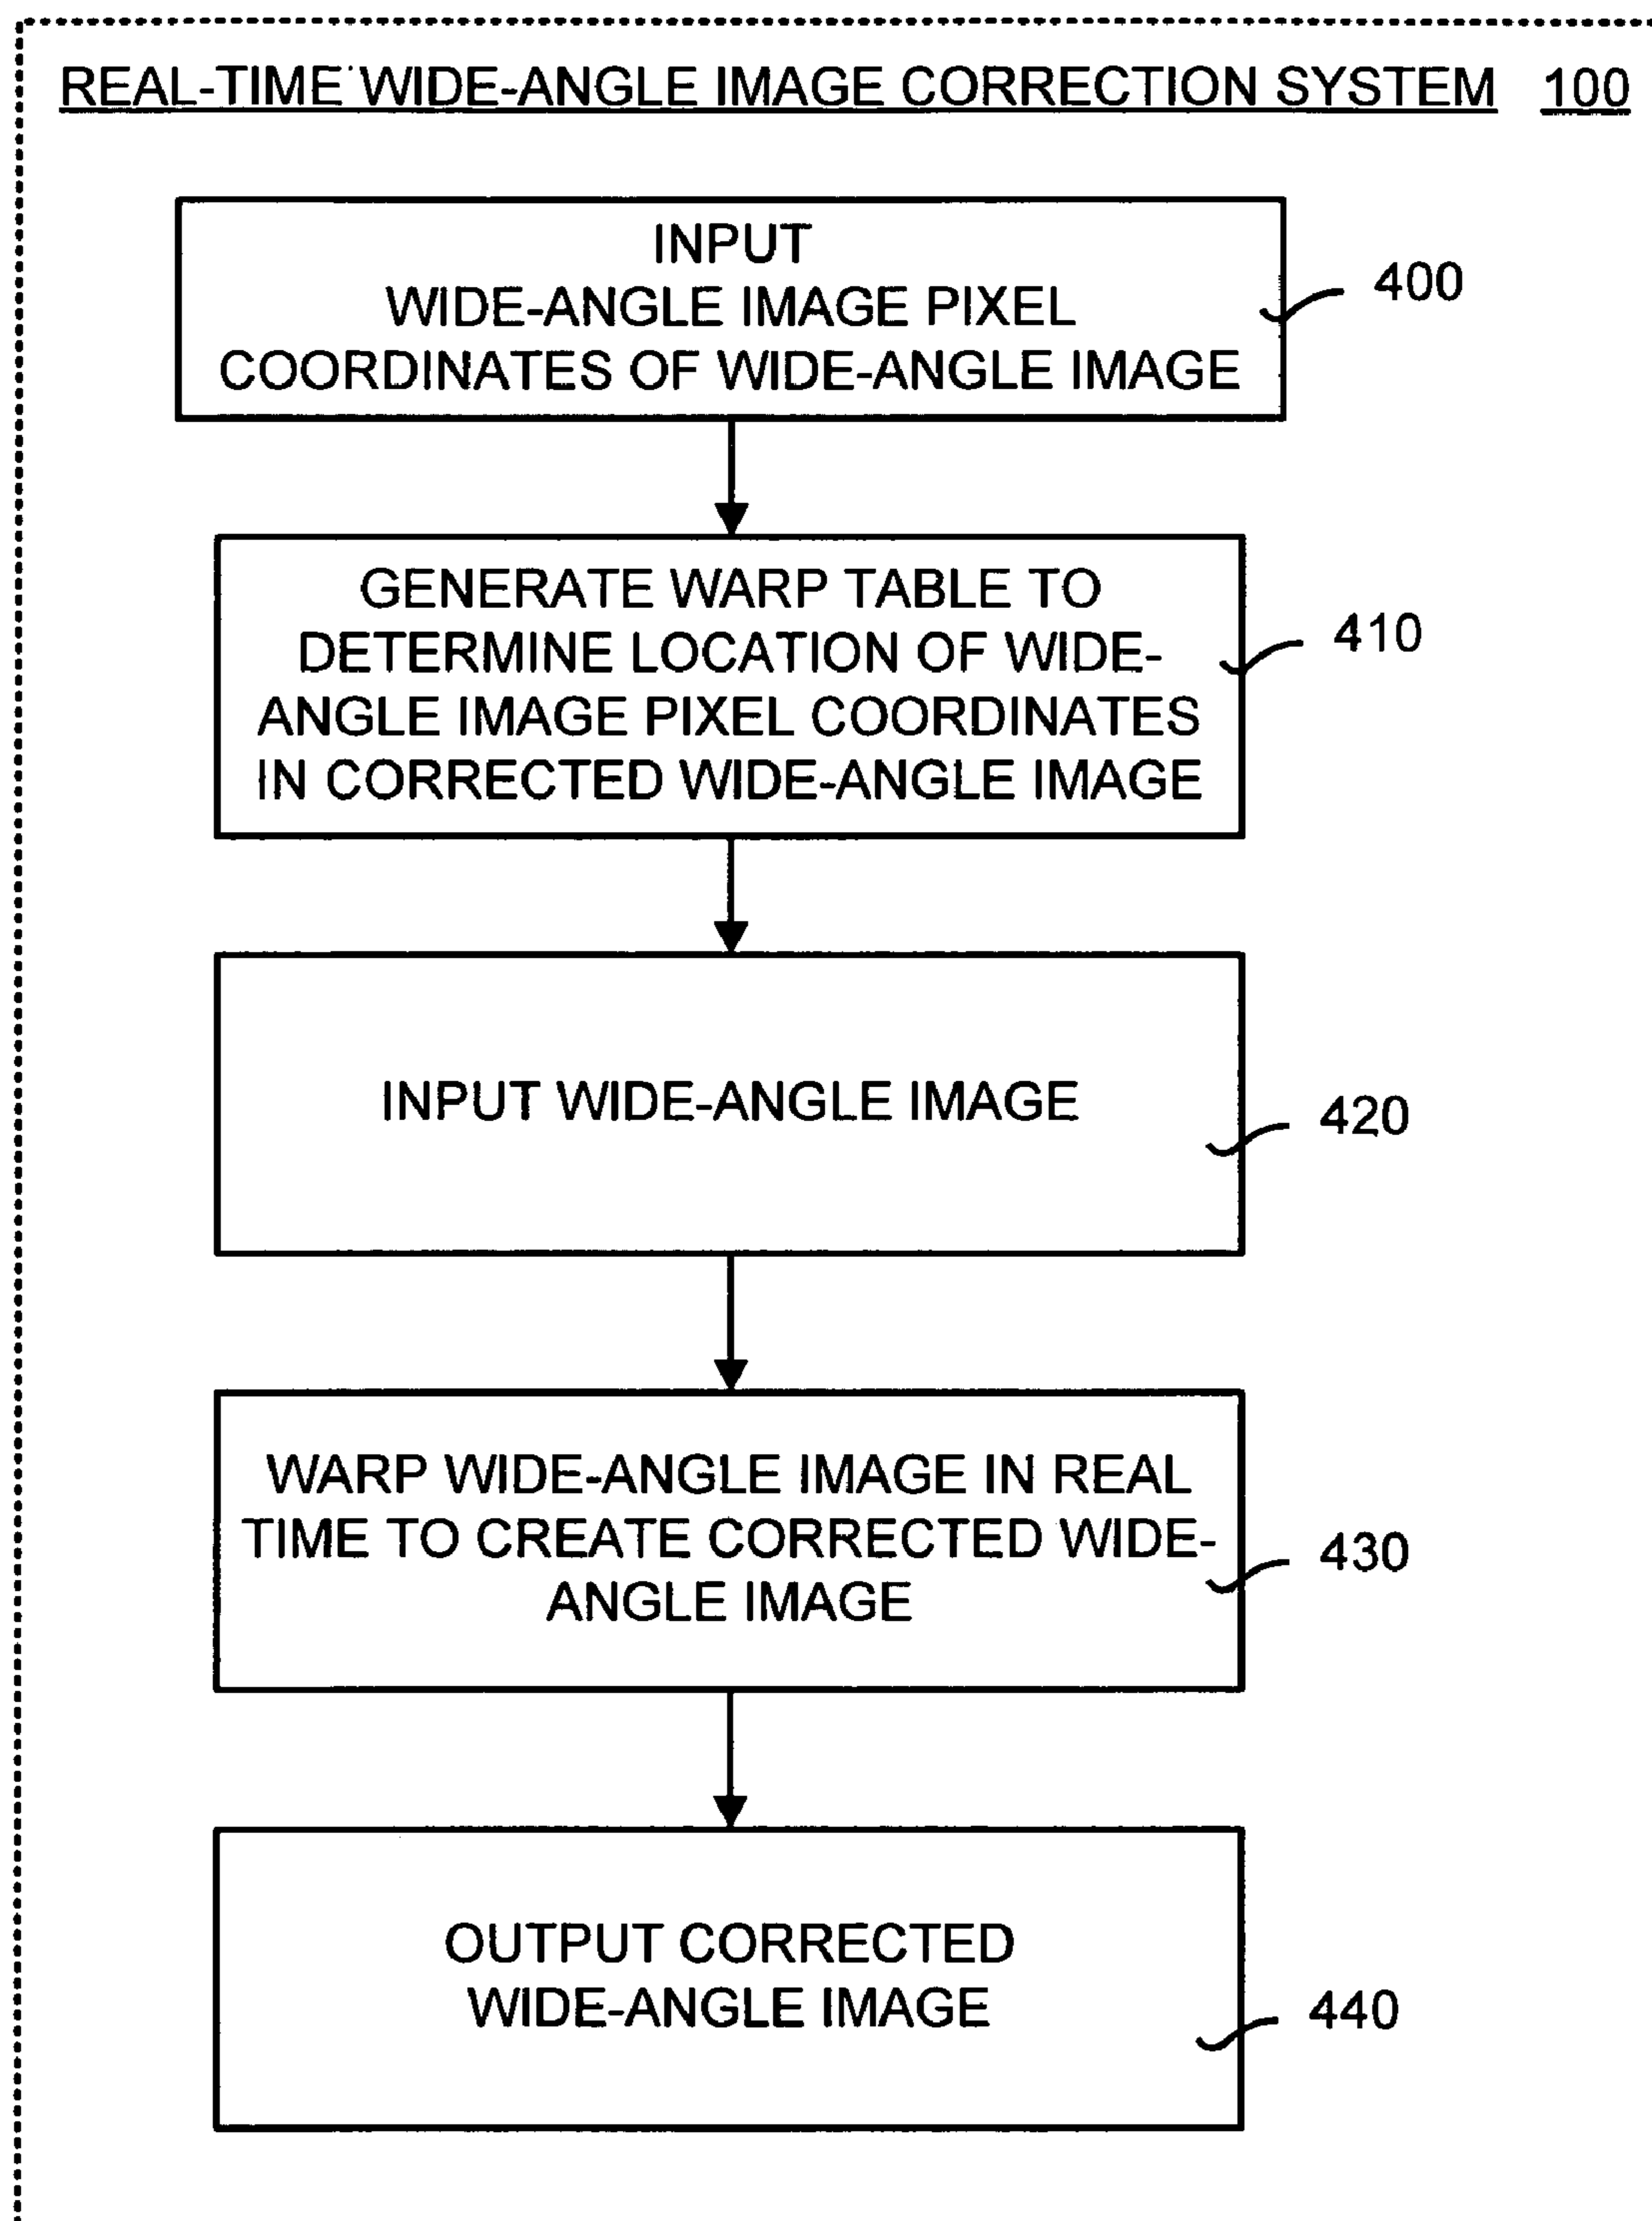 REAL-TIME WIDE-ANGLE IMAGE CORRECTION SYSTEM 100
INPUT
WIDE-ANGLE IMAGE PIXEL
COORDINATES OF WIDE-ANGLE IMAGE
400
GENERATE WARP TABLE TO
DETERMINE LOCATION OF WIDE-
ANGLE IMAGE PIXEL COORDINATES
IN CORRECTED WIDE-ANGLE IMAGE
410
INPUT WIDE-ANGLE IMAGE
420
WARP WIDE-ANGLE IMAGE IN REAL
TIME TO CREATE CORRECTED WIDE-
ANGLE IMAGE
430
OUTPUT CORRECTED
WIDE-ANGLE IMAGE
440